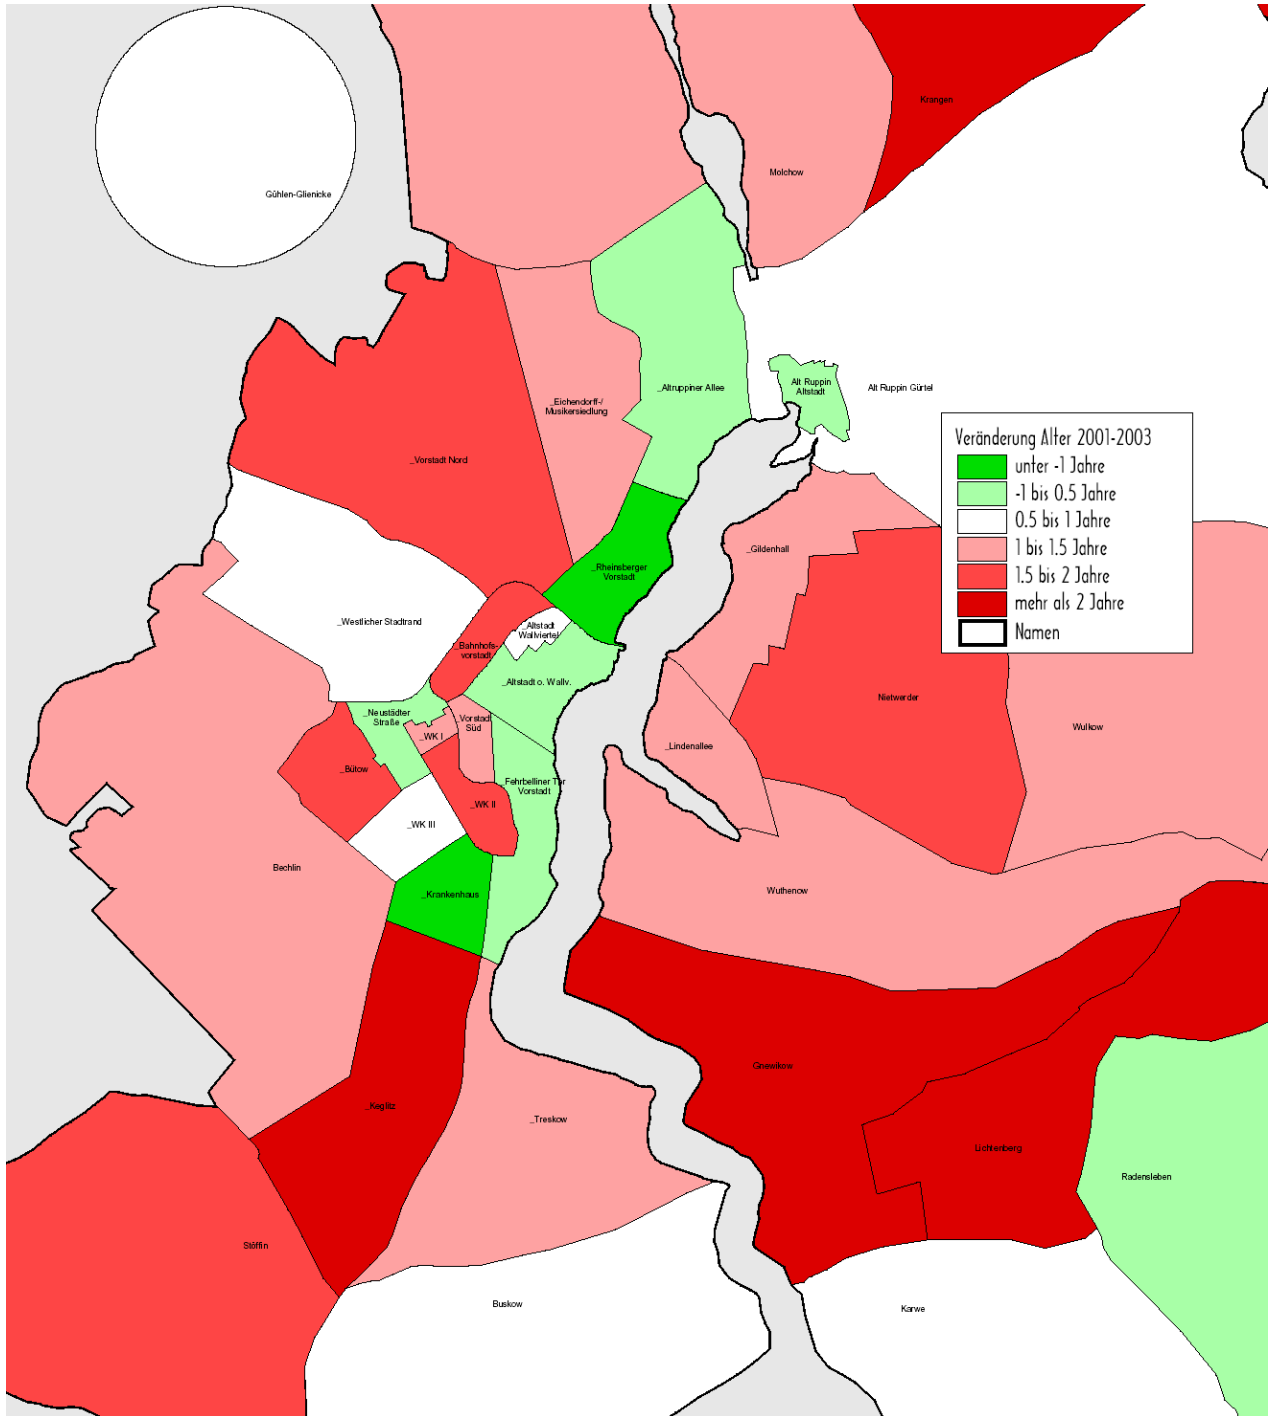 Krangen
Molchow
Gühlen-Glienicke
_Altruppiner Allee
Alt Ruppin
Altstadt
Alt Ruppin Gürtel
_Eichendorff-/
Musikersiedlung
_Vorstadt Nord
Veränderung Alter 2001-2003
unter -1 Jahre
-1 bis 0.5 Jahre
0.5 bis 1 Jahre
1 bis 1.5 Jahre
1.5 bis 2 Jahre
mehr als 2 Jahre
Namen
_Gildenhall
_Rheinsberger
Vorstadt
_Westlicher Stadtrand
_Altstadt
Wallviertel
_Bahnhofs-
vorstadt
_Altstadt o. Wallv.
Nietwerder
_Neustädter
Straße
_Vorstadt
Süd
Wulkow
_WK I
_Lindenallee
_Bütow
Fehrbelliner Tor
Vorstadt
_WK II
_WK III
Bechlin
Wuthenow
_Krankenhaus
Gnewikow
_Keglitz
_Treskow
Lichtenberg
Radensleben
Stöffin
Buskow
Karwe